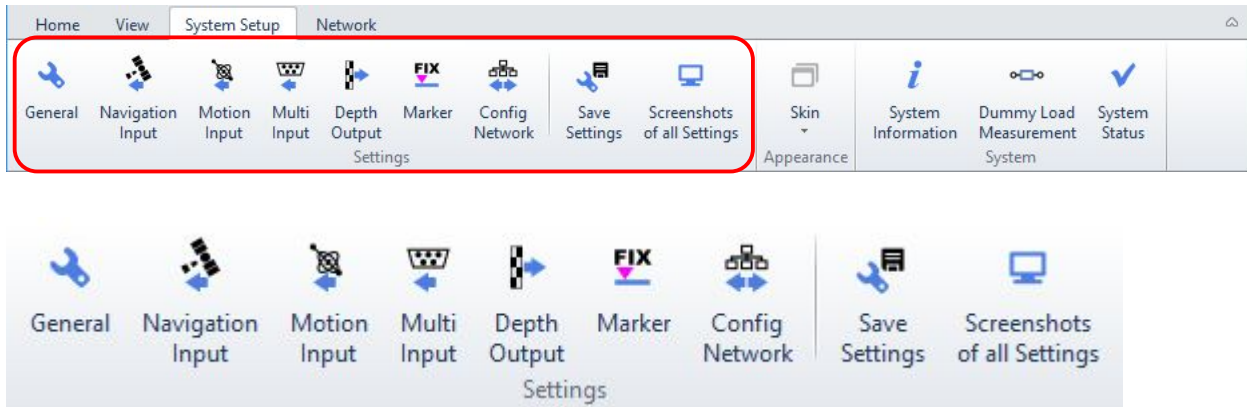 Home View System Setup Network
General Navigation Input Motion Input Multi Input Depth Output FIX Marker Config Network Save Settings Screenshots of all Settings Skin System Information Dummy Load Measurement System Status
Settings Appearance System
General Navigation Input Motion Input Multi Input Depth Output FIX Marker Config Network Save Settings Screenshots of all Settings
Settings